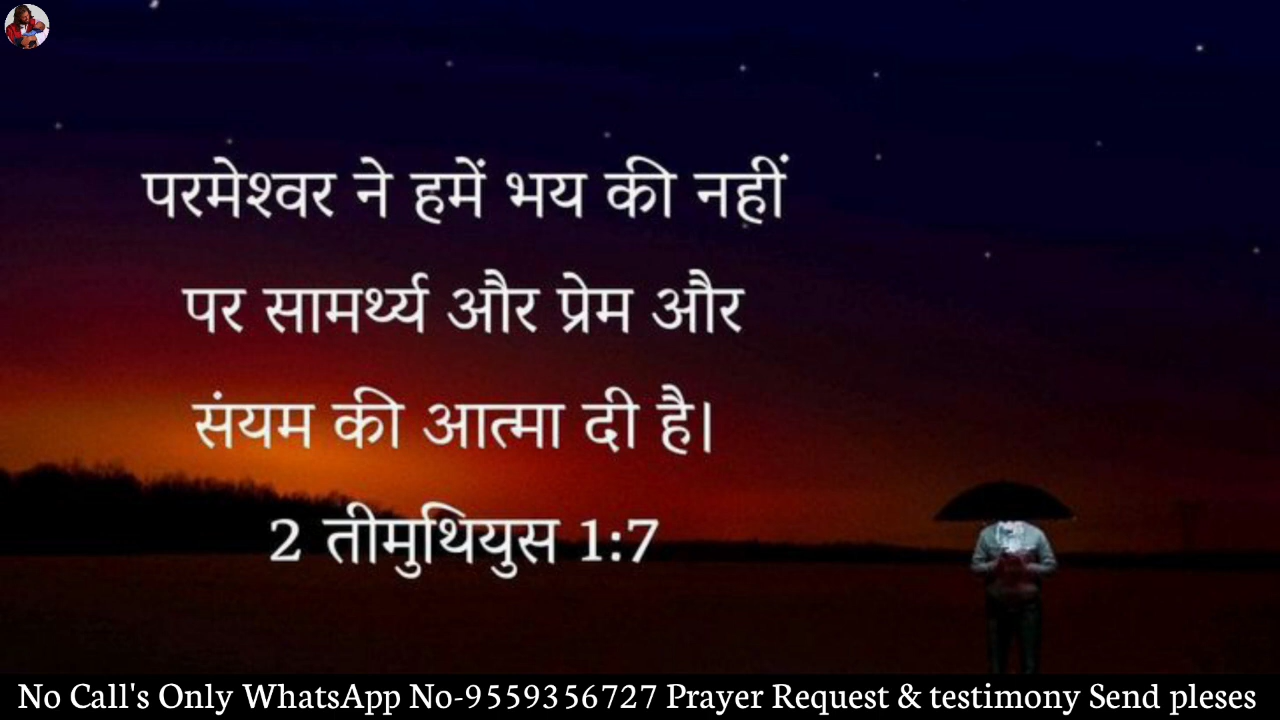 परमेश्वर ने हमें भय की नहीं
पर सामर्थ्य और प्रेम और
संयम की आत्मा दी है।
2 तीमुथियुस 1:7
No Call's Only WhatsApp No-9559356727 Prayer Request & testimony Send pleses